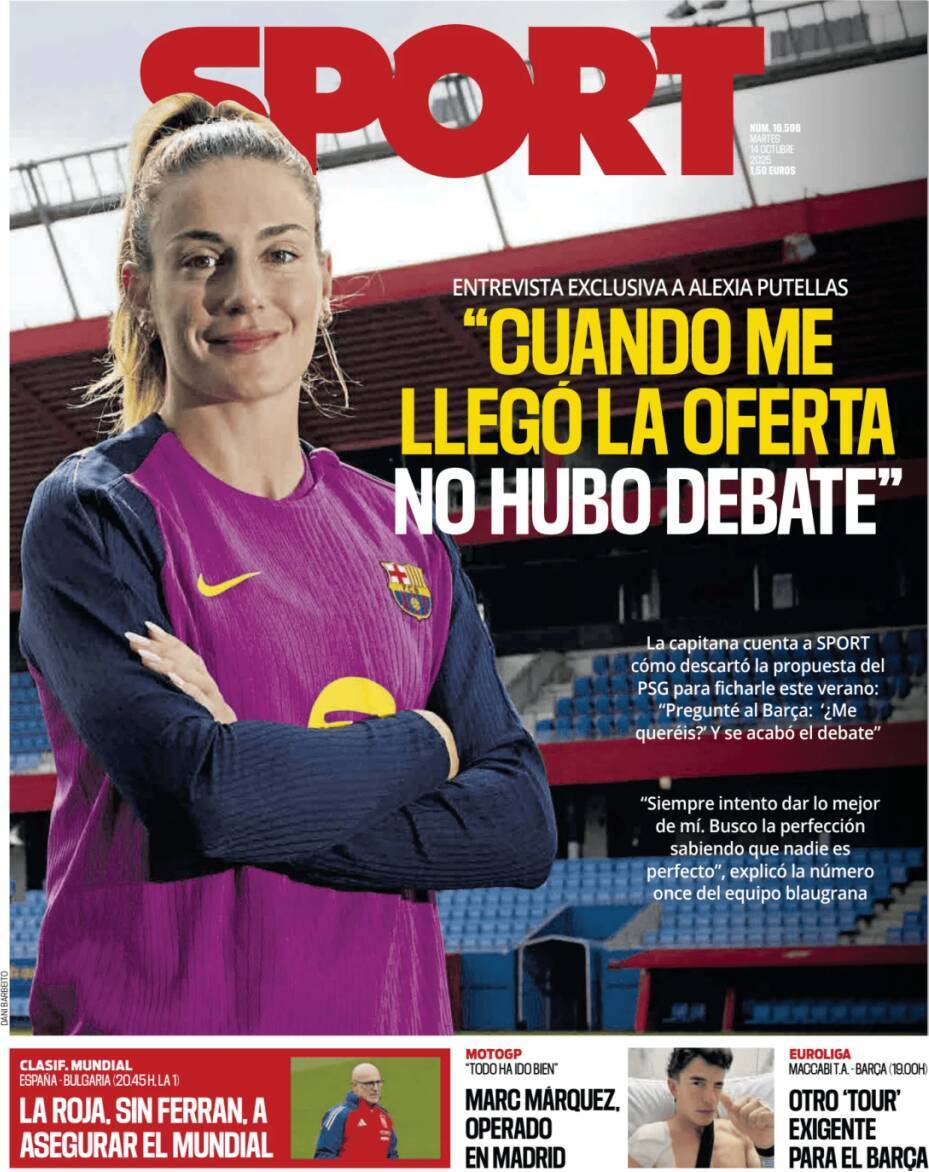 SPORT
NÚM. 16.596
MARTES
14 OCTUBRE
2025
1,50 EUROS
ENTREVISTA EXCLUSIVA A ALEXIA PUTELLAS
“CUANDO ME
LLEGÓ LA OFERTA
NO HUBO DEBATE”
La capitana cuenta a SPORT
cómo descartó la propuesta del
PSG para ficharle este verano:
“Pregunté al Barça: ‘¿Me
queréis?’ Y se acabó el debate”
“Siempre intento dar lo mejor
de mí. Busco la perfección
sabiendo que nadie es
perfecto”, explicó la número
once del equipo blaugrana
FCB
DANI BARBEITO
CLASIF. MUNDIAL
ESPAÑA - BULGARIA (20.45 H, LA 1)
LA ROJA, SIN FERRAN, A
ASEGURAR EL MUNDIAL
MOTOGP
“TODO HA IDO BIEN”
MARC MÁRQUEZ,
OPERADO
EN MADRID
EUROLIGA
MACCABI T.A. - BARÇA (19.00H)
OTRO ‘TOUR’
EXIGENTE
PARA EL BARÇA